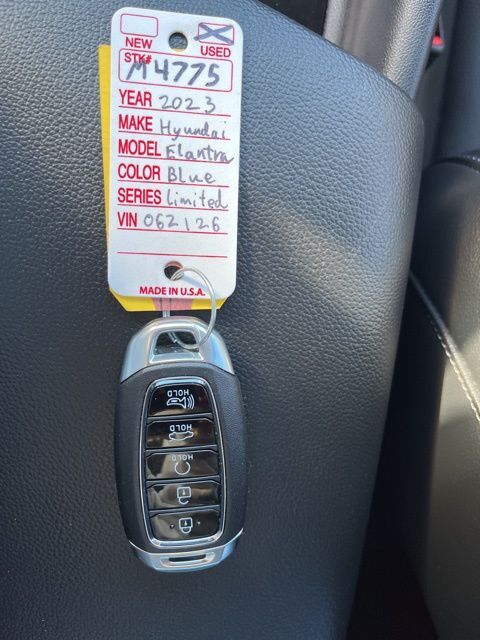 NEW USED
STK# M4775
YEAR 2023
MAKE Hyundai
MODEL Elantra
COLOR Blue
SERIES Limited
VIN 062126
MADE IN U.S.A.
HOLD
HOLD
HOLD